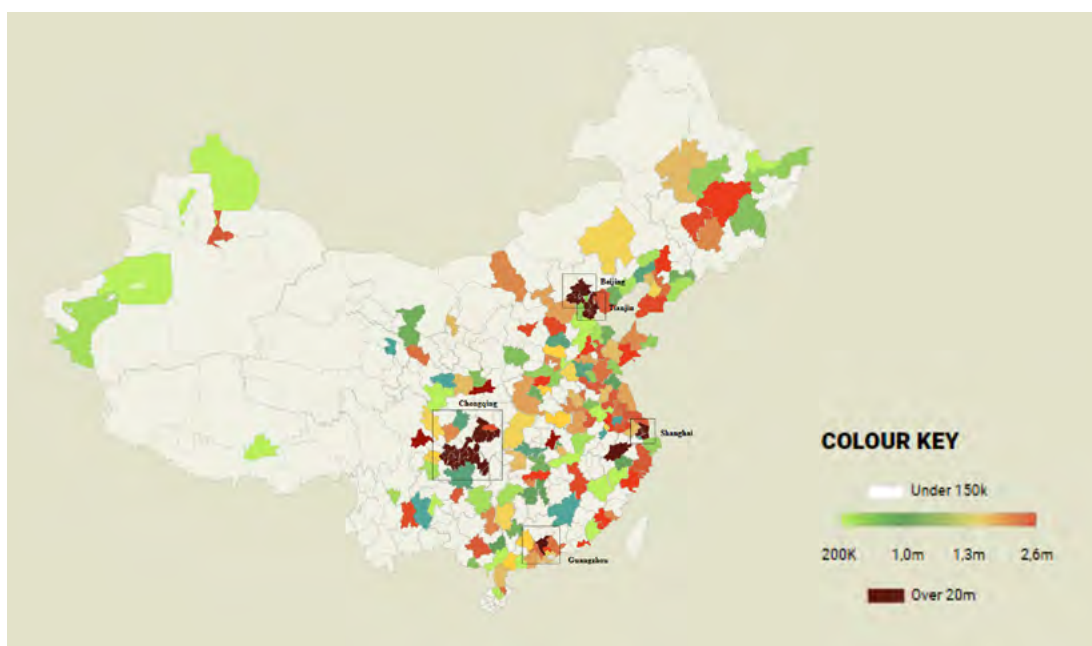 Beijing
Tianjin
Chongqing
Shanghai
Guangzhou
COLOUR KEY
Under 150k
200K 1,0m 1,3m 2,6m
Over 20m